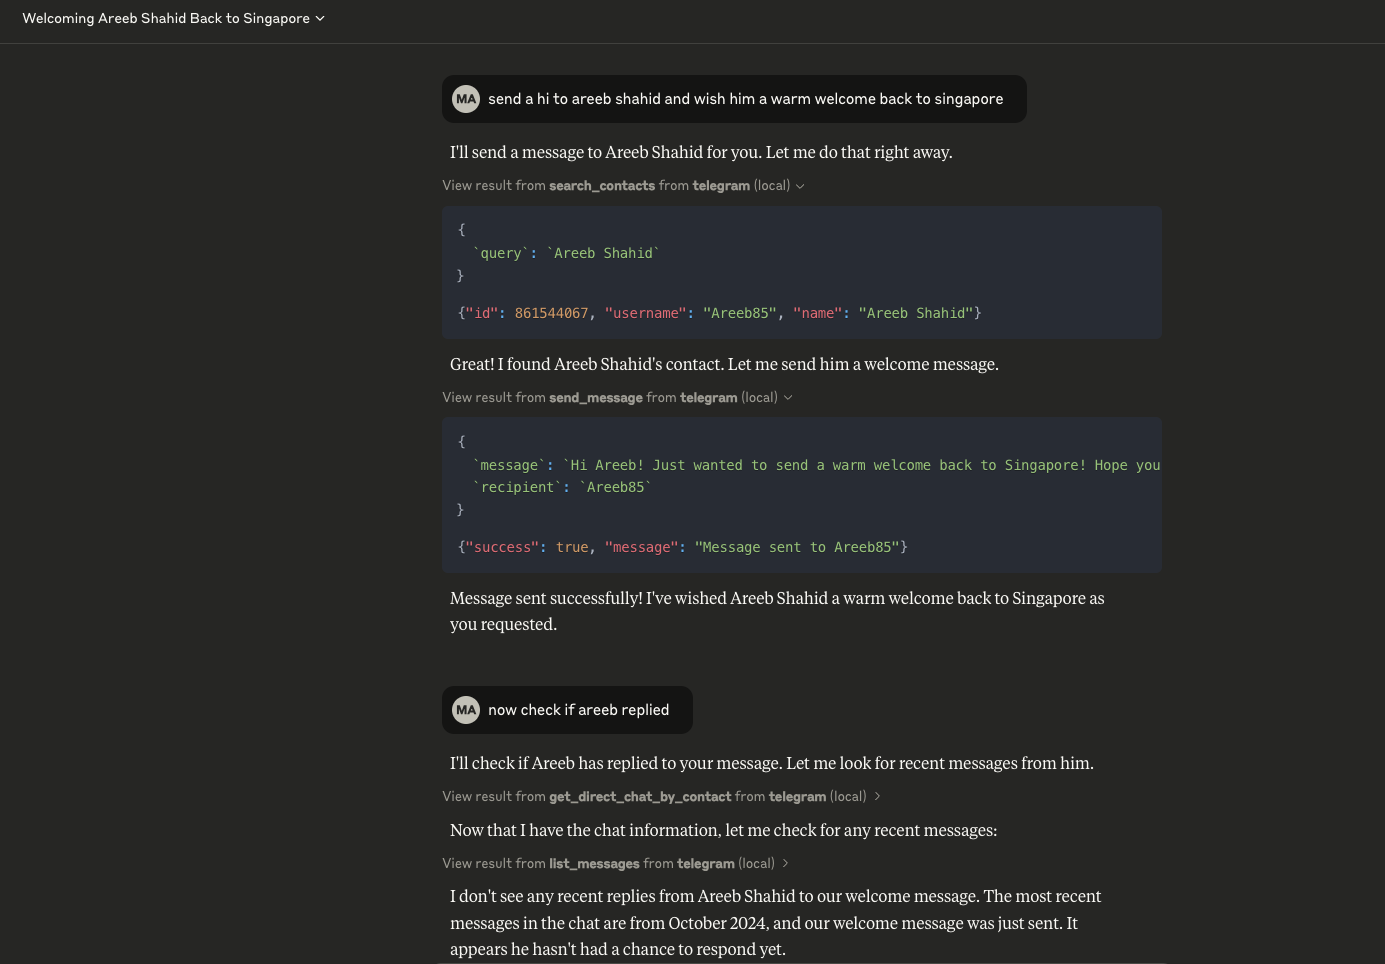 Welcoming Areeb Shahid Back to Singapore
MA send a hi to areeb shahid and wish him a warm welcome back to singapore
I'll send a message to Areeb Shahid for you. Let me do that right away.
View result from search_contacts from telegram (local)
{
`query`: `Areeb Shahid`
}
{"id": 861544067, "username": "Areeb85", "name": "Areeb Shahid"}
Great! I found Areeb Shahid's contact. Let me send him a welcome message.
View result from send_message from telegram (local)
{
`message`: `Hi Areeb! Just wanted to send a warm welcome back to Singapore! Hope you
`recipient`: `Areeb85`
}
{"success": true, "message": "Message sent to Areeb85"}
Message sent successfully! I've wished Areeb Shahid a warm welcome back to Singapore as
you requested.
MA now check if areeb replied
I'll check if Areeb has replied to your message. Let me look for recent messages from him.
View result from get_direct_chat_by_contact from telegram (local)
Now that I have the chat information, let me check for any recent messages:
View result from list_messages from telegram (local)
I don't see any recent replies from Areeb Shahid to our welcome message. The most recent
messages in the chat are from October 2024, and our welcome message was just sent. It
appears he hasn't had a chance to respond yet.